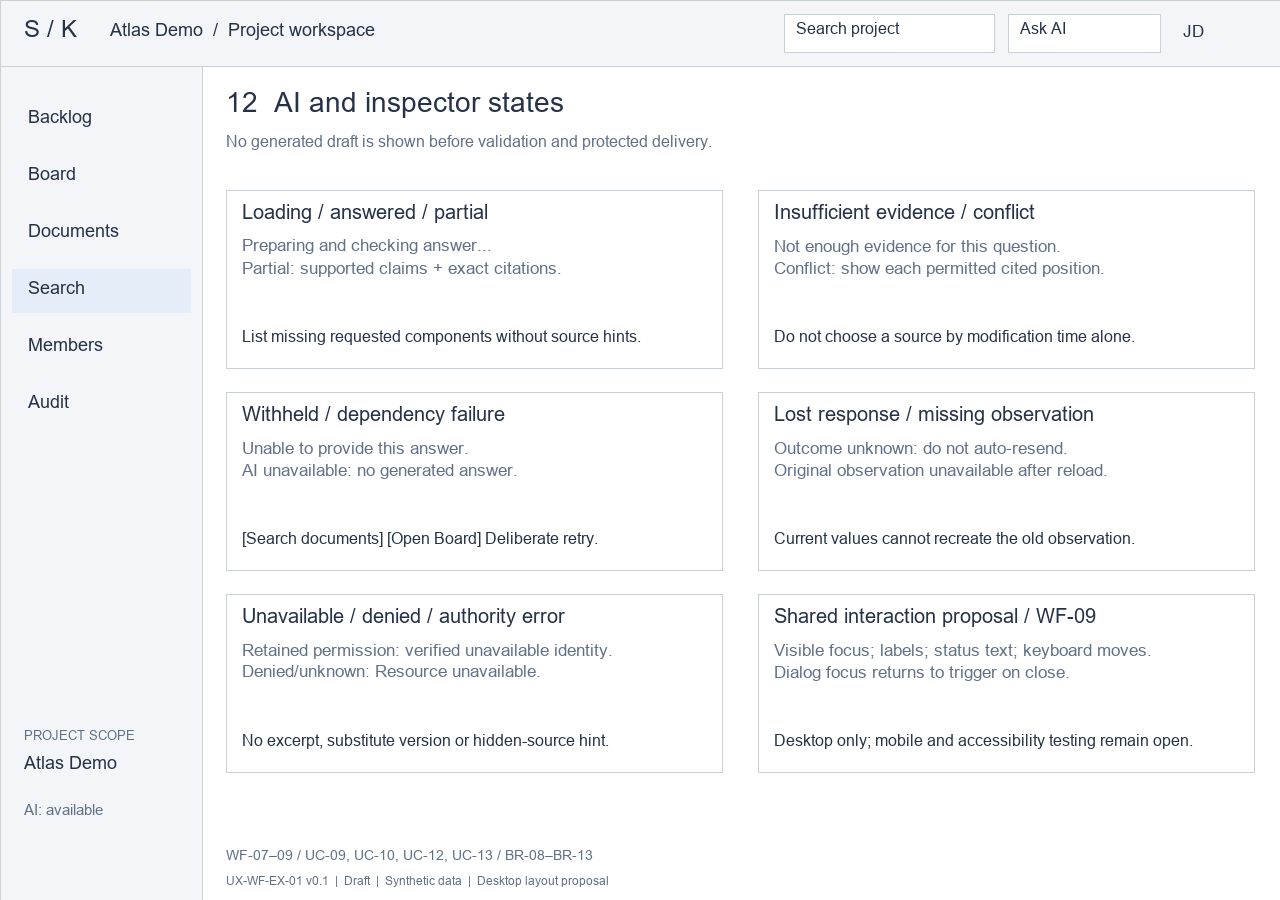 S / K
Atlas Demo / Project workspace
Search project
Ask AI
JD
Backlog
Board
Documents
Search
Members
Audit
PROJECT SCOPE
Atlas Demo
AI: available
12 AI and inspector states
No generated draft is shown before validation and protected delivery.
Loading / answered / partial
Preparing and checking answer...
Partial: supported claims + exact citations.
List missing requested components without source hints.
Insufficient evidence / conflict
Not enough evidence for this question.
Conflict: show each permitted cited position.
Do not choose a source by modification time alone.
Withheld / dependency failure
Unable to provide this answer.
AI unavailable: no generated answer.
[Search documents] [Open Board] Deliberate retry.
Lost response / missing observation
Outcome unknown: do not auto-resend.
Original observation unavailable after reload.
Current values cannot recreate the old observation.
Unavailable / denied / authority error
Retained permission: verified unavailable identity.
Denied/unknown: Resource unavailable.
No excerpt, substitute version or hidden-source hint.
Shared interaction proposal / WF-09
Visible focus; labels; status text; keyboard moves.
Dialog focus returns to trigger on close.
Desktop only; mobile and accessibility testing remain open.
WF-07–09 / UC-09, UC-10, UC-12, UC-13 / BR-08–BR-13
UX-WF-EX-01 v0.1 | Draft | Synthetic data | Desktop layout proposal